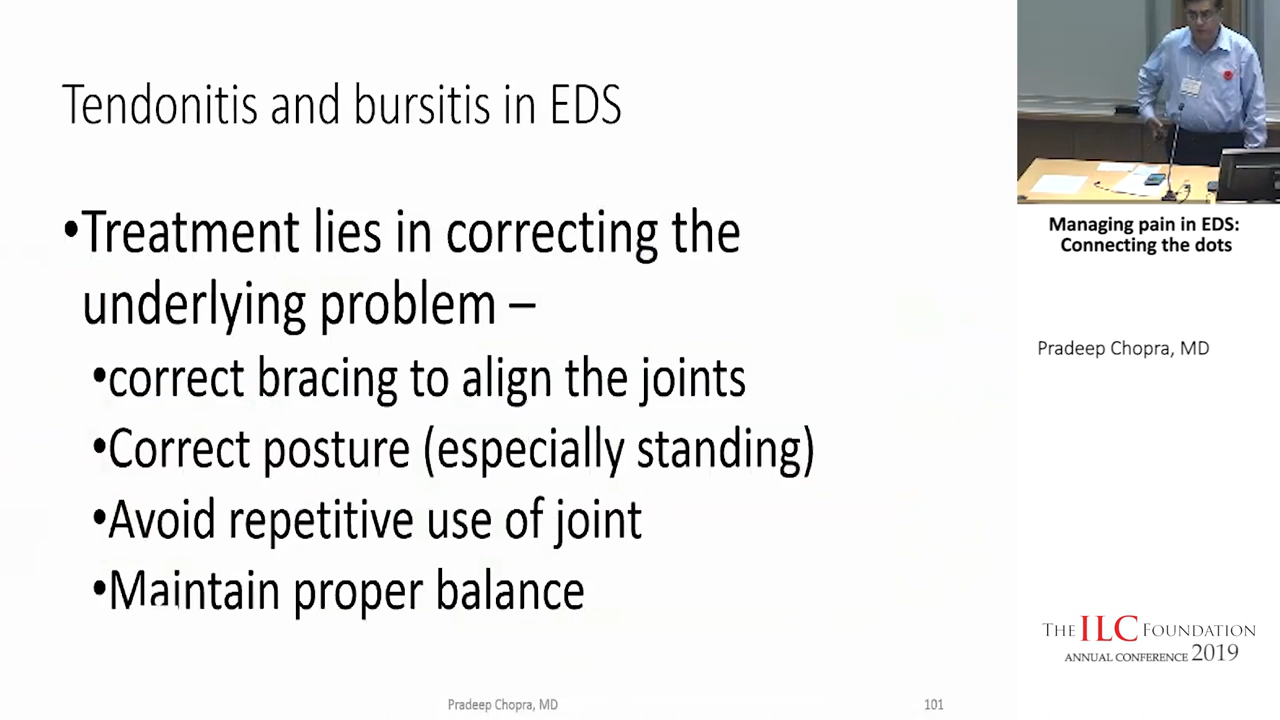 Tendonitis and bursitis in EDS
•Treatment lies in correcting the
underlying problem –
•correct bracing to align the joints
•Correct posture (especially standing)
•Avoid repetitive use of joint
•Maintain proper balance
Pradeep Chopra, MD
101
Managing pain in EDS:
Connecting the dots
Pradeep Chopra, MD
THE ILC FOUNDATION
ANNUAL CONFERENCE 2019